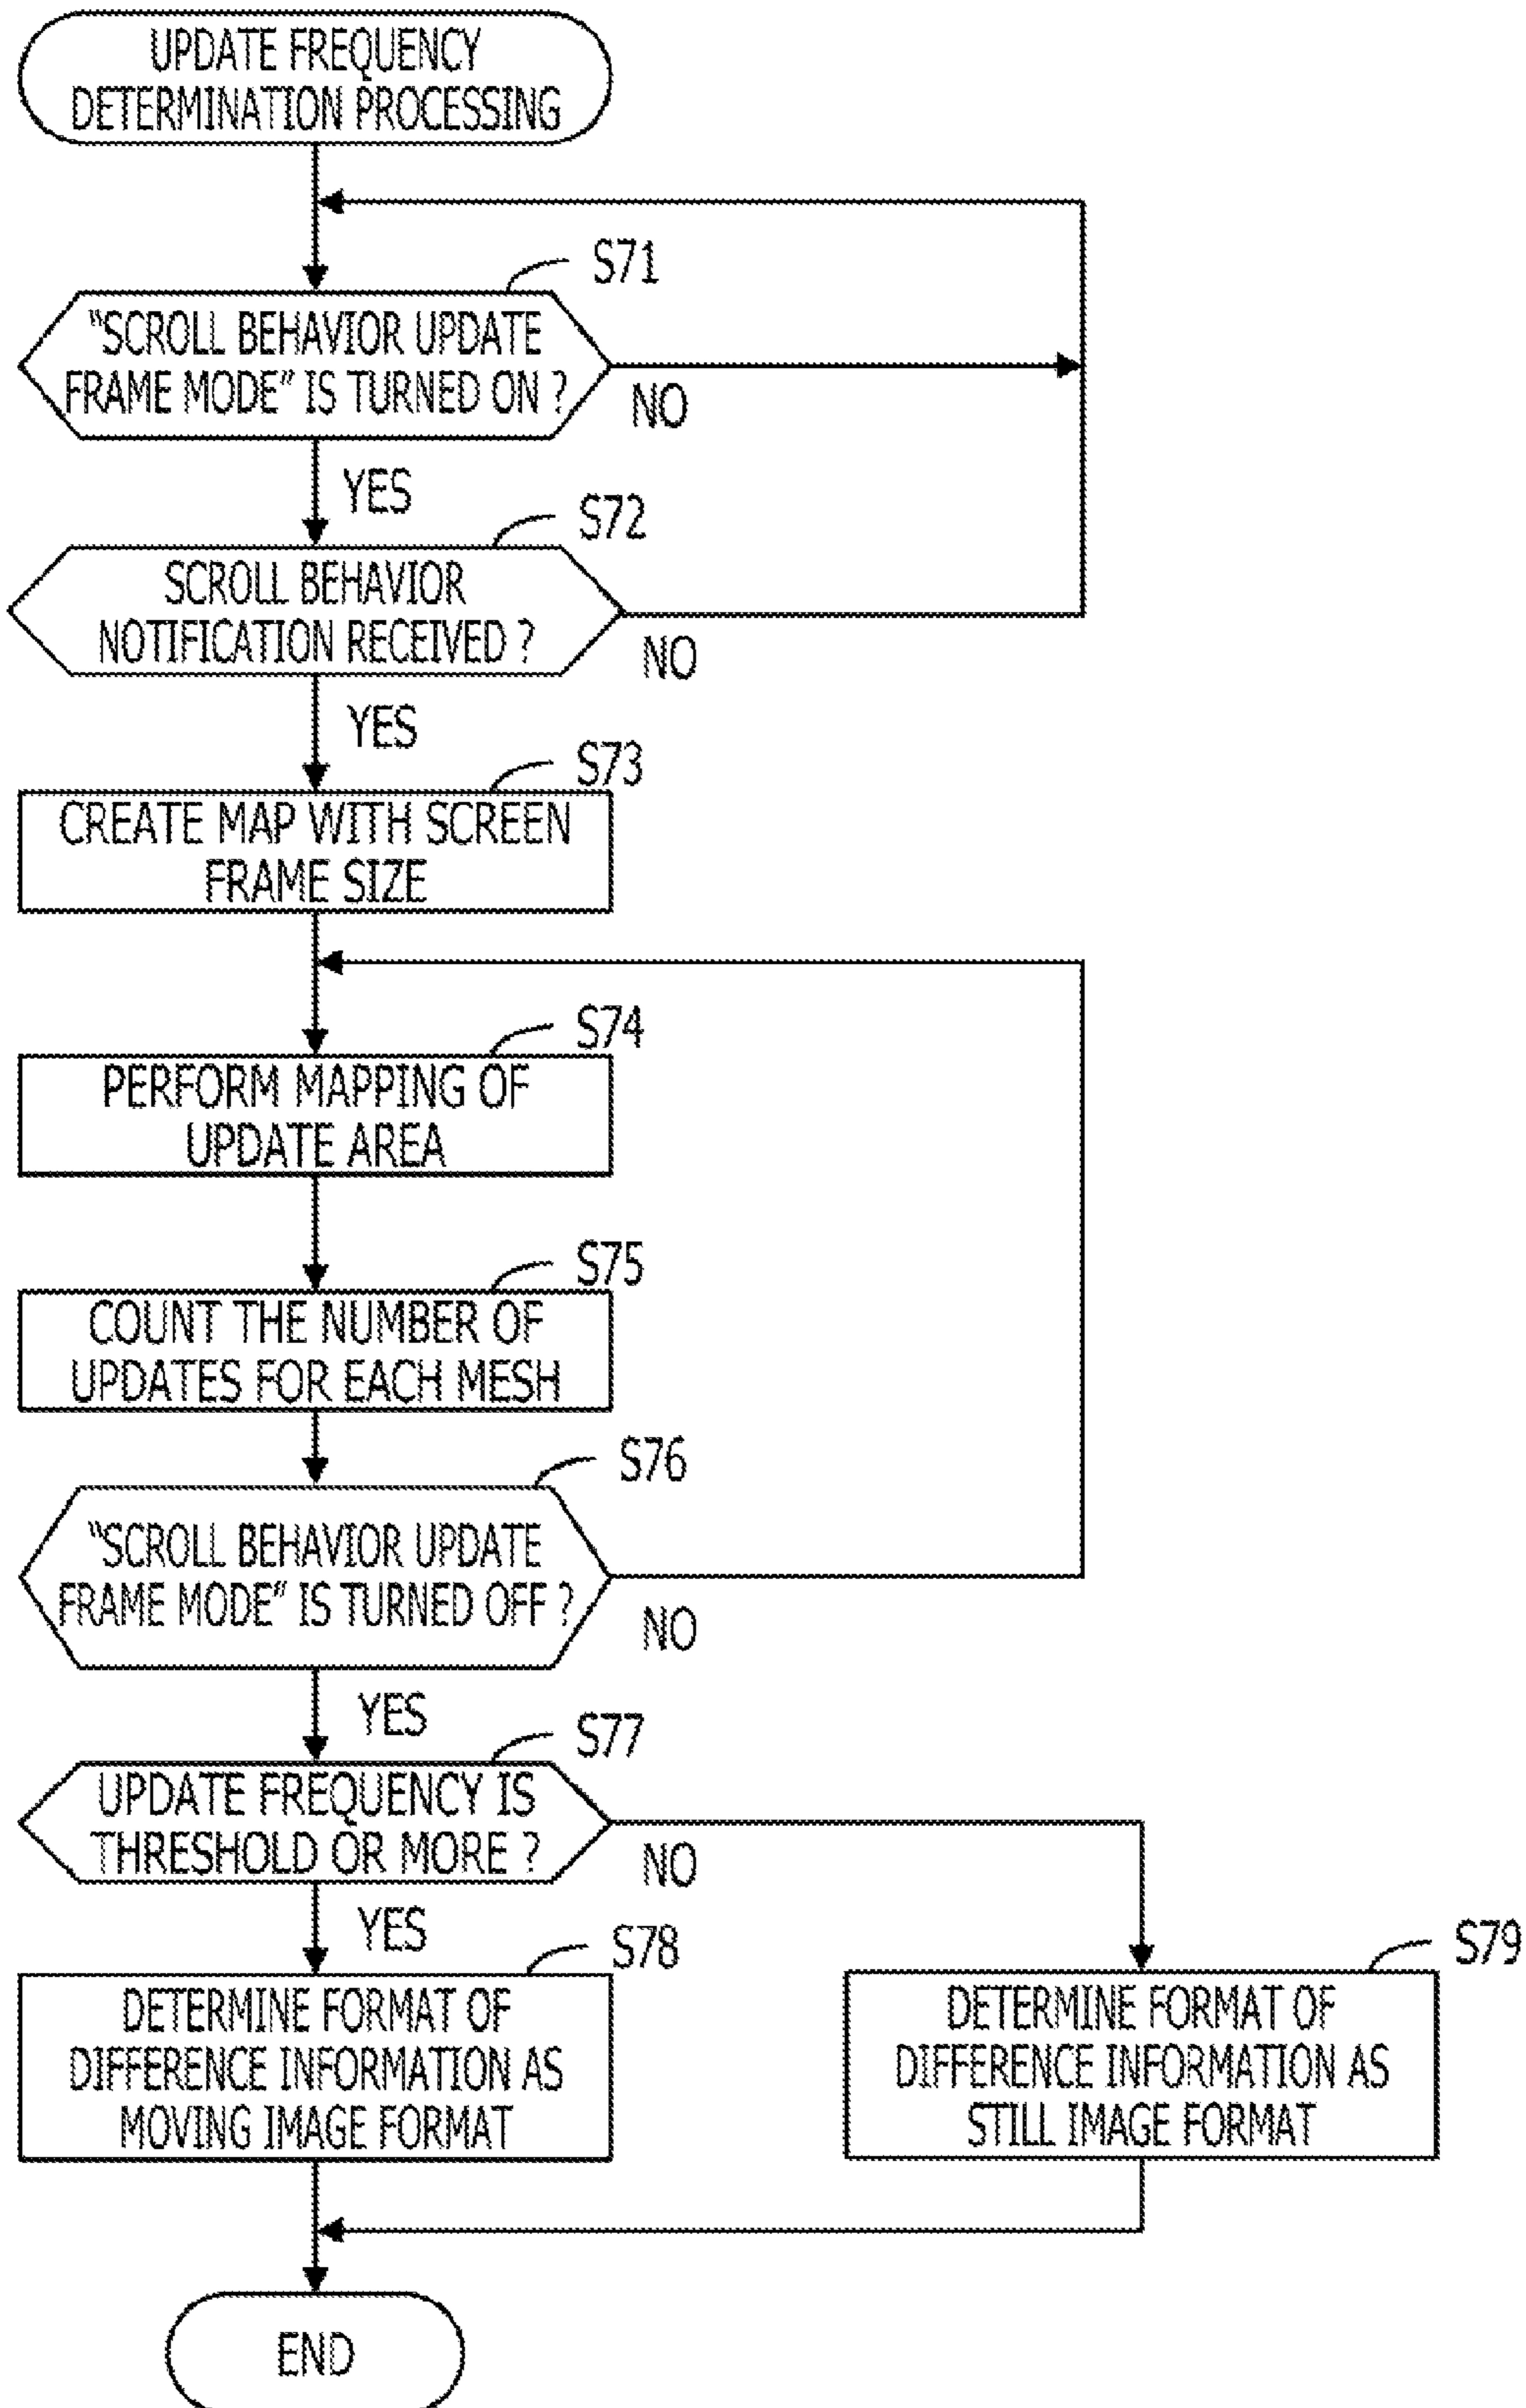 UPDATE FREQUENCY
DETERMINATION PROCESSING
S71
“SCROLL BEHAVIOR UPDATE
FRAME MODE” IS TURNED ON ?
NO
YES
S72
SCROLL BEHAVIOR
NOTIFICATION RECEIVED ?
NO
YES
S73
CREATE MAP WITH SCREEN
FRAME SIZE
S74
PERFORM MAPPING OF
UPDATE AREA
S75
COUNT THE NUMBER OF
UPDATES FOR EACH MESH
S76
“SCROLL BEHAVIOR UPDATE
FRAME MODE” IS TURNED OFF ?
NO
YES
S77
UPDATE FREQUENCY IS
THRESHOLD OR MORE ?
NO
YES
S78
DETERMINE FORMAT OF
DIFFERENCE INFORMATION AS
MOVING IMAGE FORMAT
S79
DETERMINE FORMAT OF
DIFFERENCE INFORMATION AS
STILL IMAGE FORMAT
END